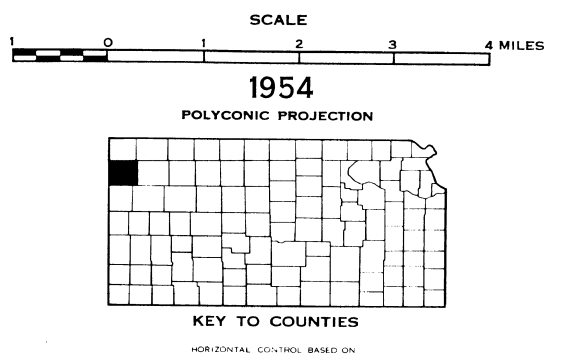 SCALE
1 0 1 2 3 4 MILES
1954
POLYCONIC PROJECTION
KEY TO COUNTIES
HORIZONTAL CONTROL BASED ON